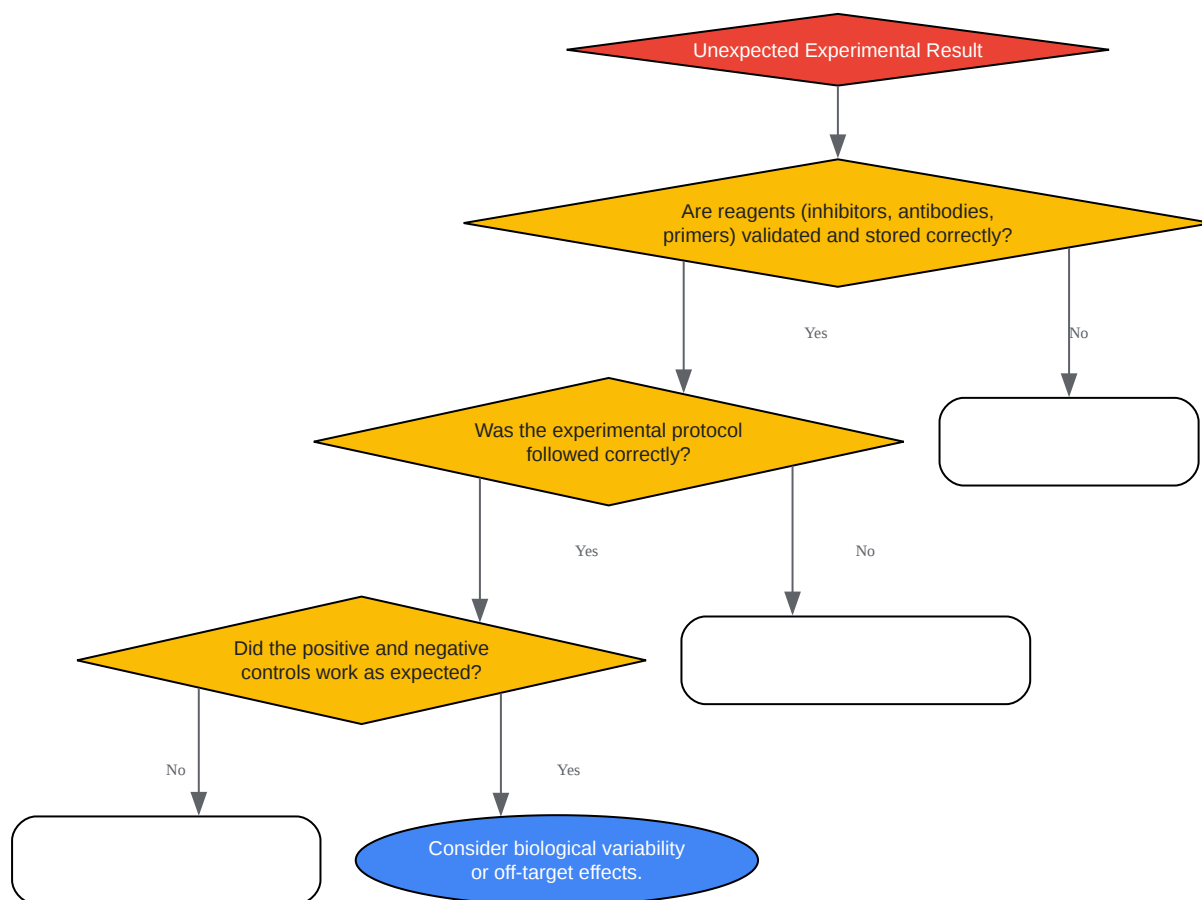 Unexpected Experimental Result
Are reagents (inhibitors, antibodies,
primers) validated and stored correctly?
Yes
No
Was the experimental protocol
followed correctly?
Yes
No
Did the positive and negative
controls work as expected?
No
Yes
Consider biological variability
or off-target effects.